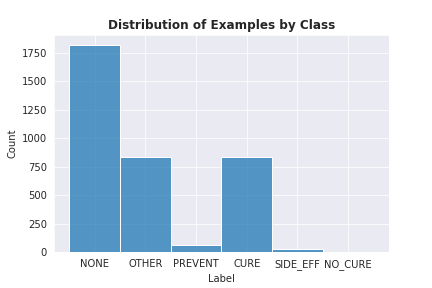 Distribution of Examples by Class
1750
1500
1250
1000
750
500
250
0
Count
NONE OTHER PREVENT CURE SIDE_EFF NO_CURE
Label